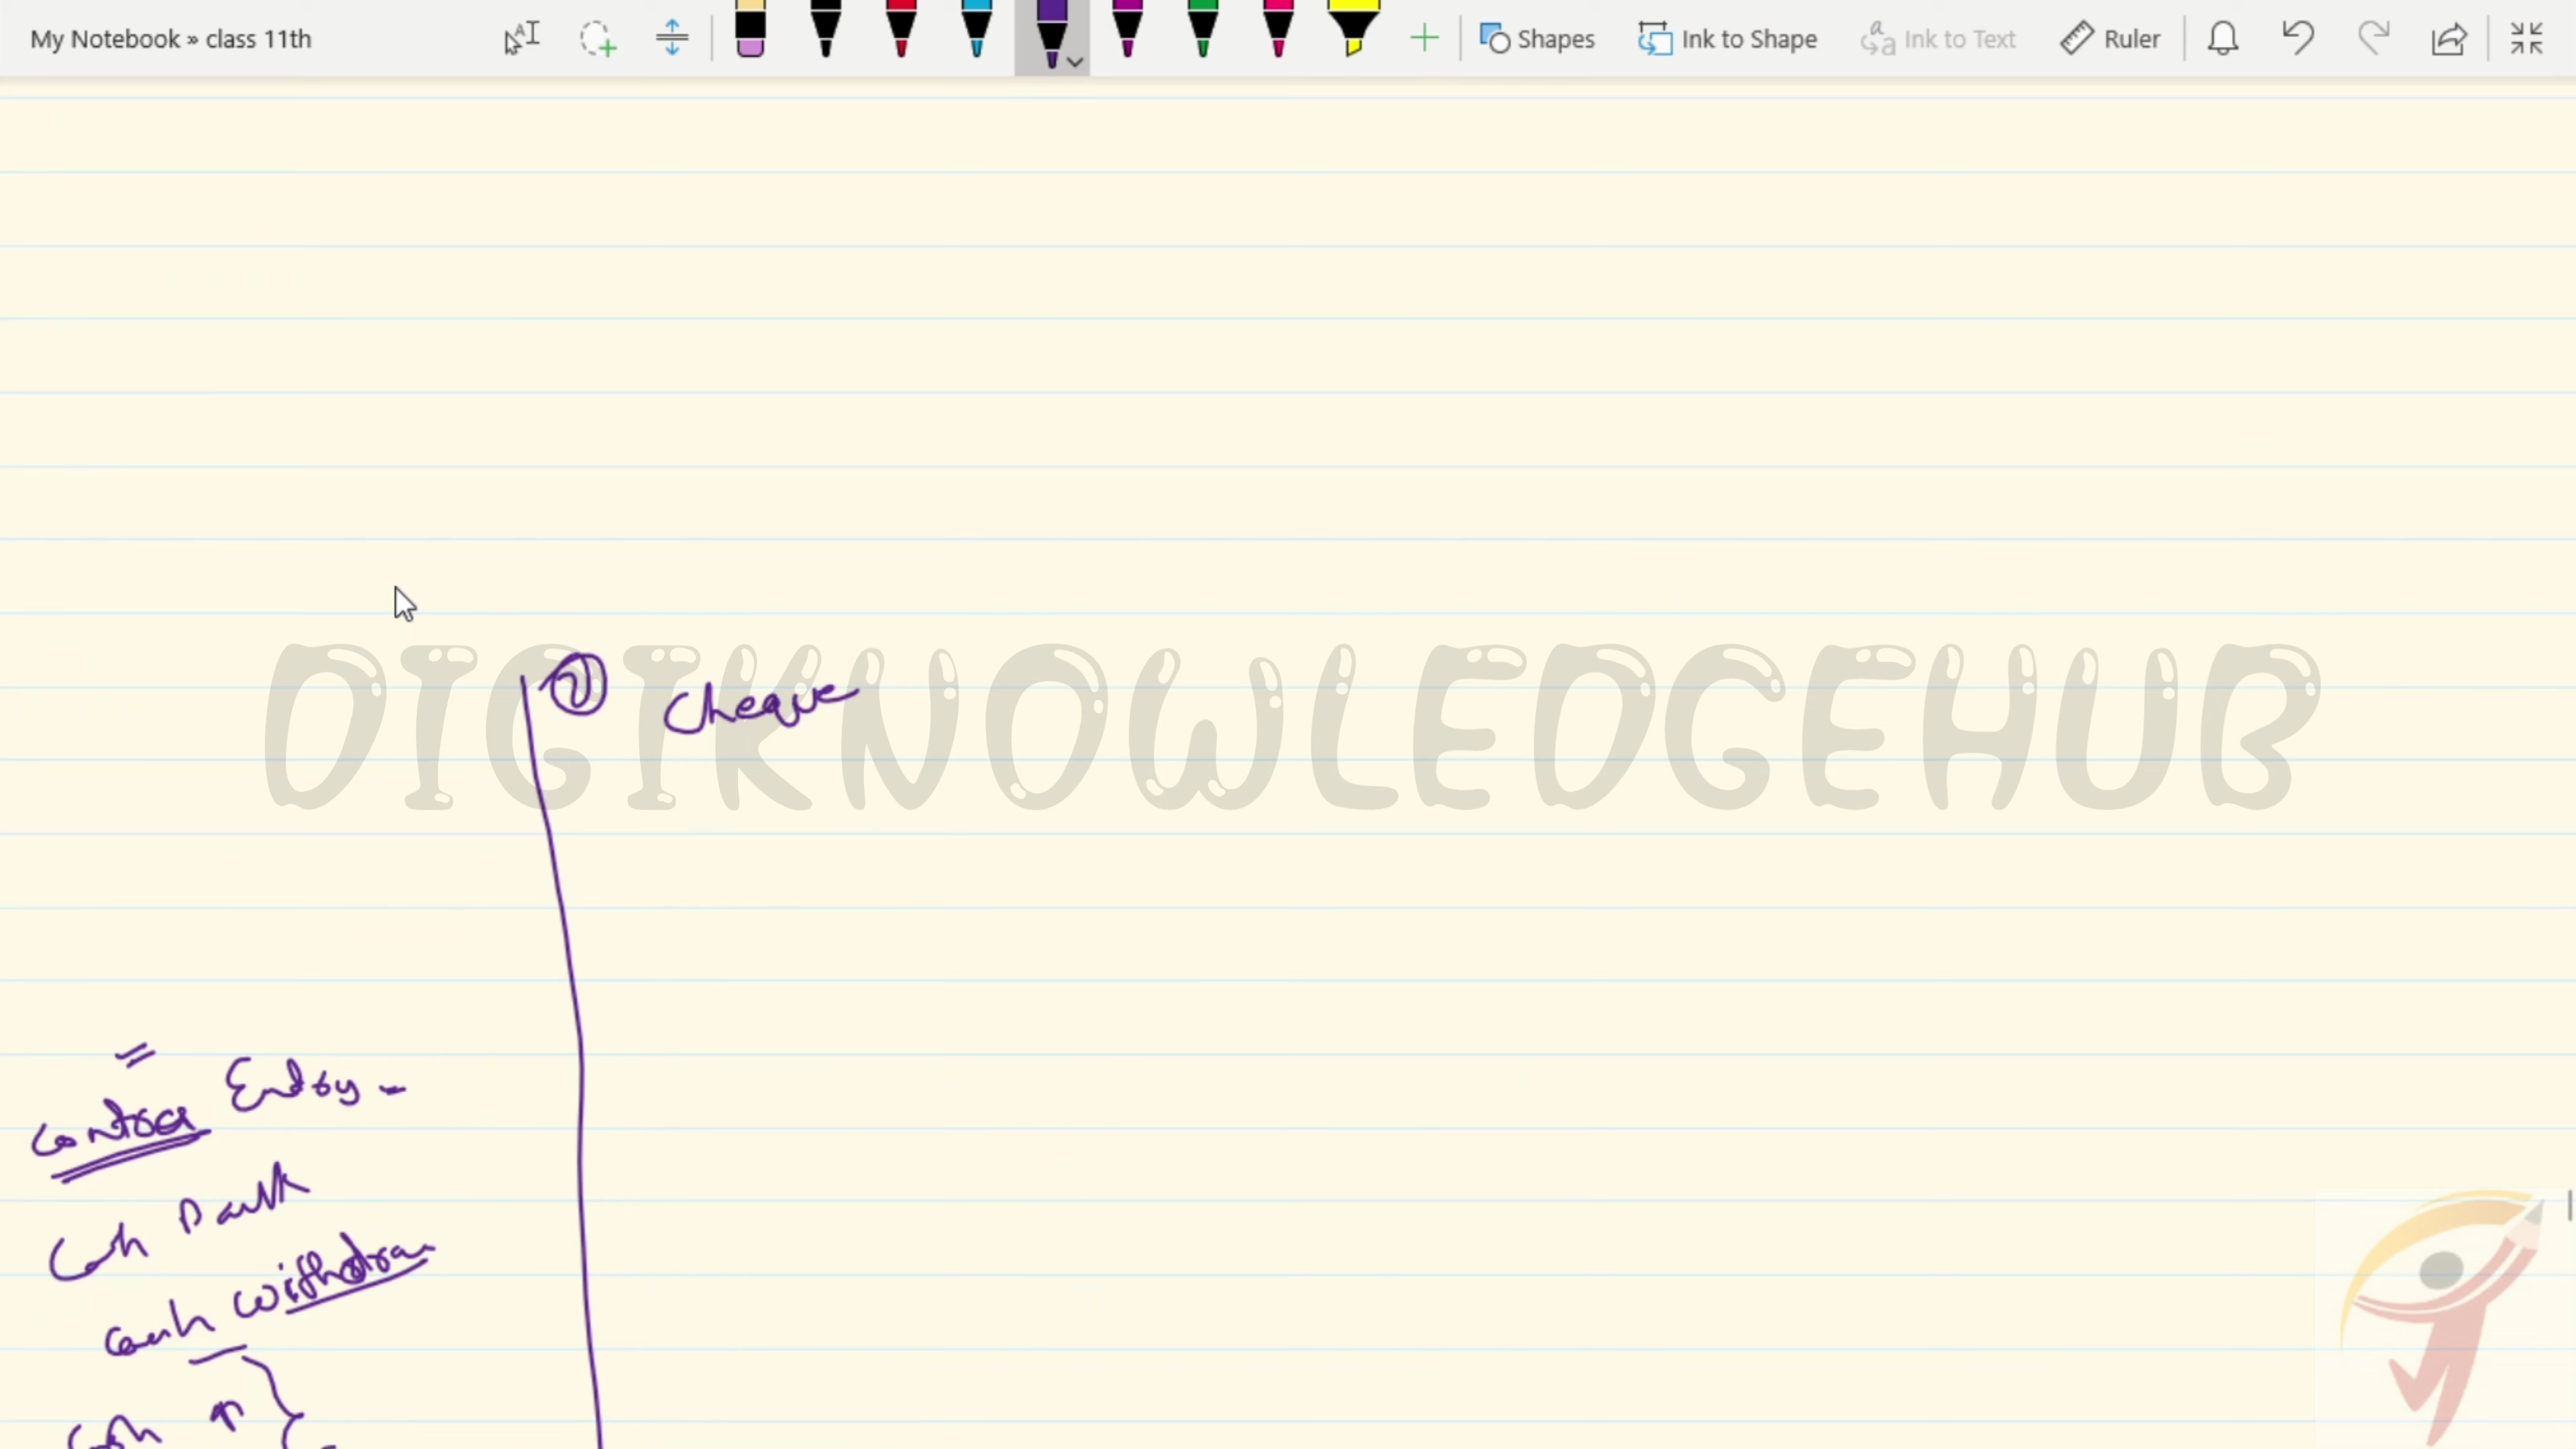 My Notebook » class 11th
Shapes
Ink to Shape
Ink to Text
Ruler
DIGIKNOWLEDGEHUB
② Cheque
Contra Entry -
Cash Bank
Cash withdraw
Cash ↑